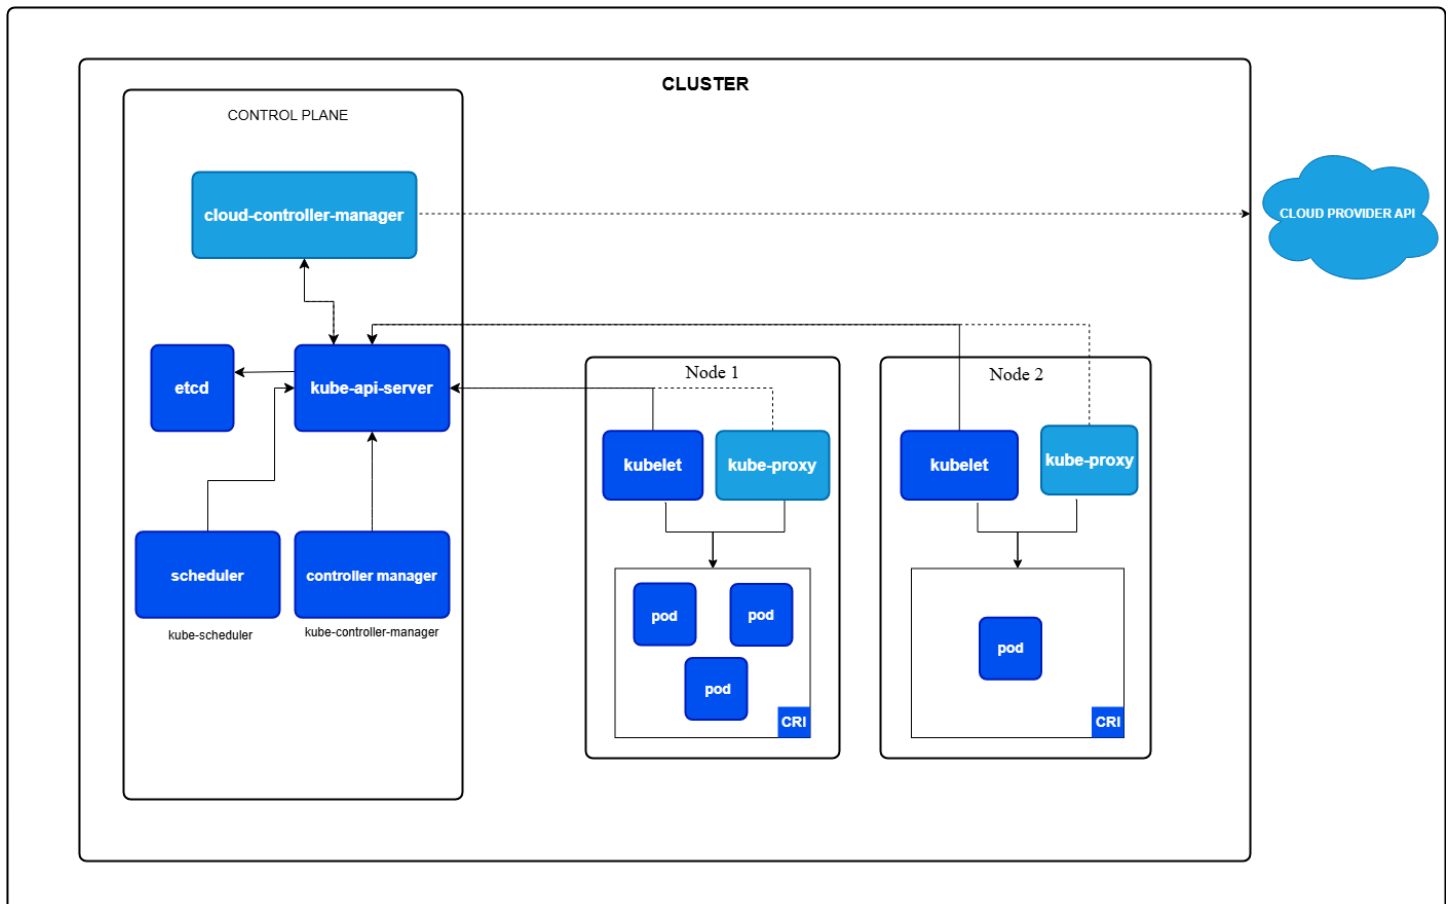 CLUSTER
CONTROL PLANE
cloud-controller-manager
CLOUD PROVIDER API
etcd
kube-api-server
Node 1
Node 2
kubelet
kube-proxy
kubelet
kube-proxy
scheduler
controller manager
kube-scheduler
kube-controller-manager
pod
pod
pod
CRI
pod
CRI